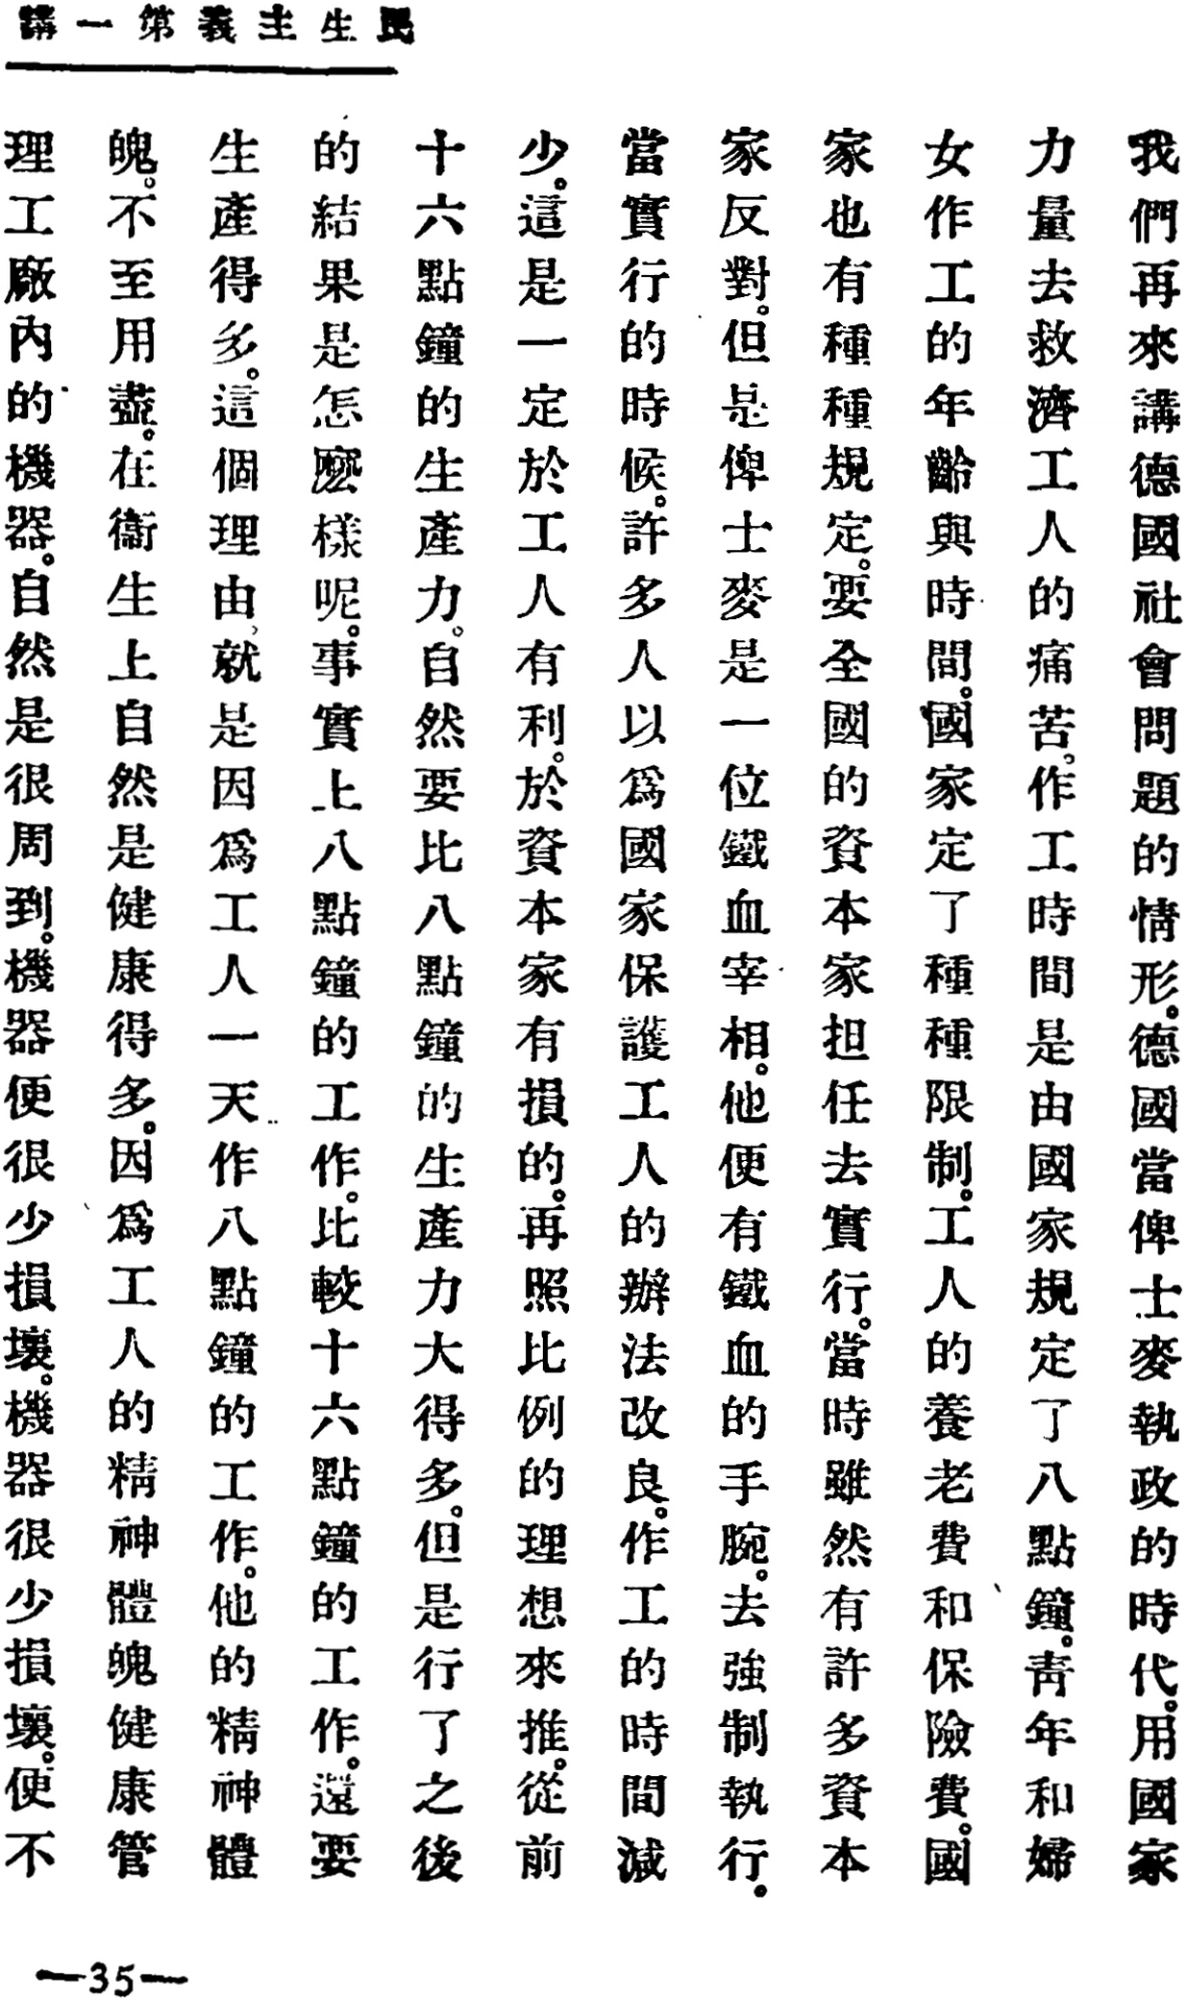 民生主義第一講
我們再來講德國社會問題的情形。德國當俾士麥執政的時代。用國家
力量去救濟工人的痛苦。作工時間是由國家規定了八點鐘。青年和婦
女作工的年齡與時間。國家定了種種限制。工人的養老費和保險費。國
家也有種種規定。要全國的資本家担任去實行。當時雖然有許多資本
家反對。但是俾士麥是一位鐵血宰相。他便有鐵血的手腕。去強制執行。
當實行的時候。許多人以爲國家保護工人的辦法改良。作工的時間減
少。這是一定於工人有利。於資本家有損的。再照比例的理想來推。從前
十六點鐘的生產力。自然要比八點鐘的生產力大得多。但是行了之後
的結果是怎麽樣呢。事實上八點鐘的工作。比較十六點鐘的工作。還要
生產得多。這個理由、就是因爲工人一天作八點鐘的工作。他的精神體
魄。不至用盡。在衞生上自然是健康得多。因爲工人的精神體魄健康管
理工廠內的機器。自然是很周到。機器便很少損壞。機器很少損壞。便不
—35—